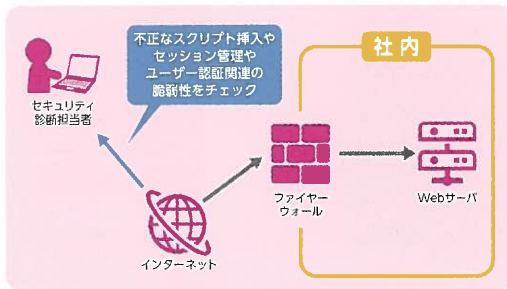 不正なスクリプト挿入や
セッション管理や
ユーザー認証関連の
脆弱性をチェック
社内
セキュリティ
診断担当者
ファイヤー
ウォール
Webサーバ
インターネット